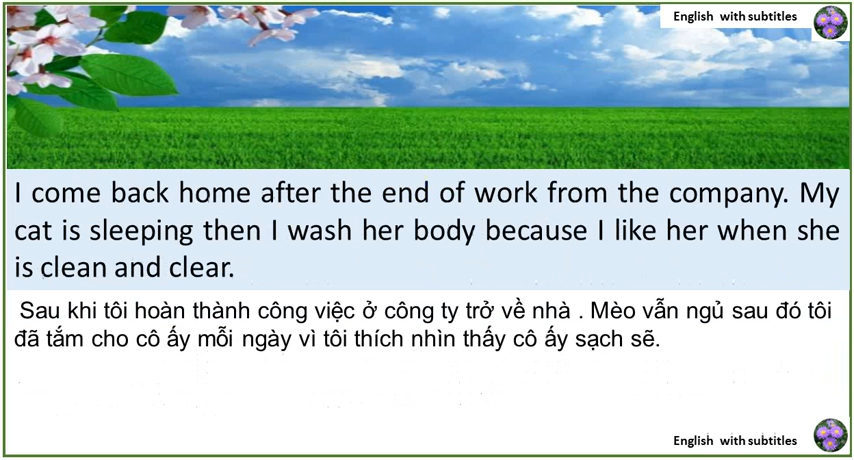 English with subtitles
I come back home after the end of work from the company. My
cat is sleeping then I wash her body because I like her when she
is clean and clear.
Sau khi tôi hoàn thành công việc ở công ty trở về nhà . Mèo vẫn ngủ sau đó tôi
đã tắm cho cô ấy mỗi ngày vì tôi thích nhìn thấy cô ấy sạch sẽ.
English with subtitles